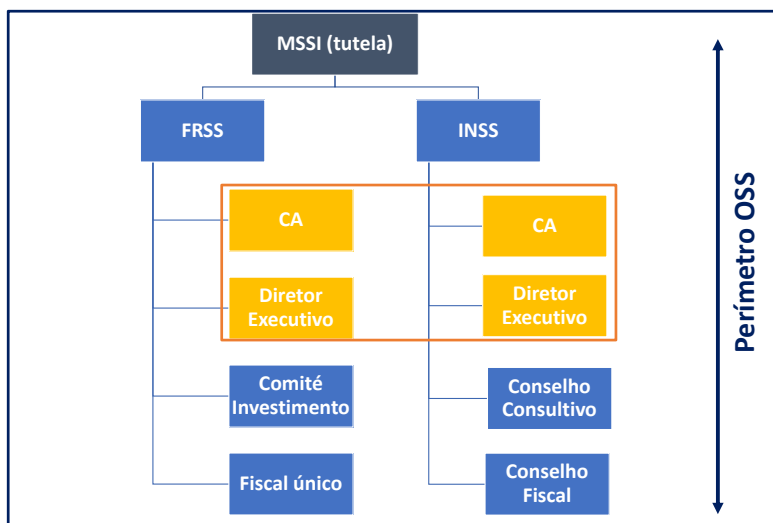 MSSI (tutela)
FRSS
INSS
CA
CA
Diretor
Executivo
Diretor
Executivo
Comité
Investimento
Conselho
Consultivo
Fiscal único
Conselho
Fiscal
Perímetro OSS